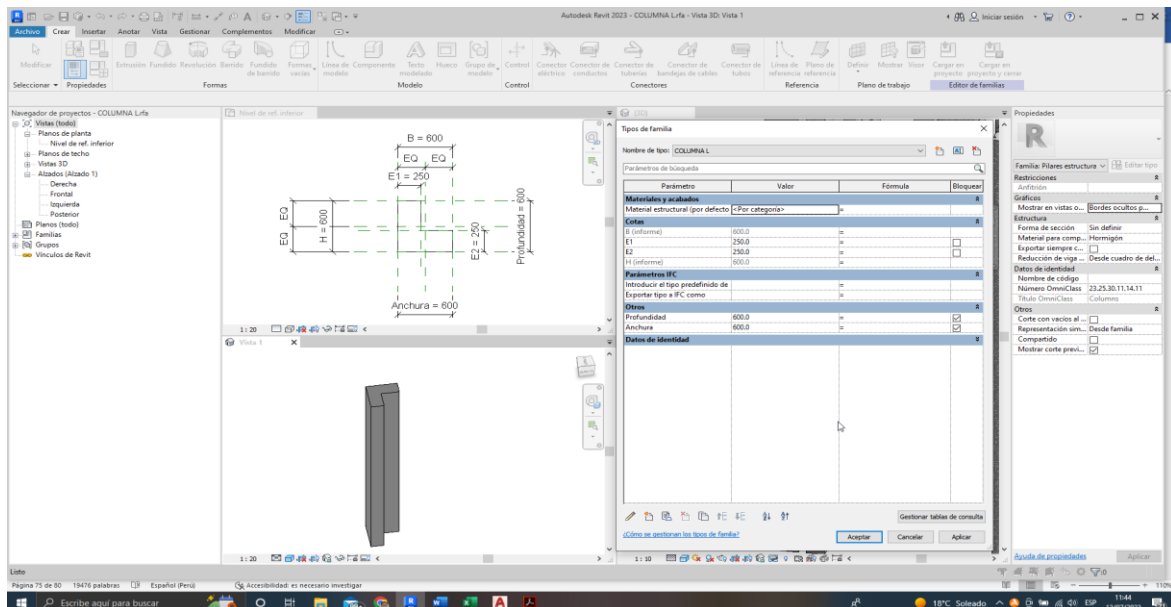 Autodesk Revit 2023 - COLUMNA L.rfa - Vista 3D: Vista 1
Iniciar sesión
Archivo Crear Insertar Anotar Vista Gestionar Complementos Modificar
Modificar
Extrusión Fundido Revolución Barrido Fundido de barrido Formas vacías
Línea de modelo Componente Texto modelado Hueco Grupo de modelo
Control
Conector eléctrico Conector de conductos Conector de tuberías Conector de bandejas de cables Conector de tubos
Línea de referencia Plano de referencia
Definir Mostrar Visor
Cargar en proyecto Cargar en proyecto y cerrar
Seleccionar Propiedades Formas Modelo Control Conectores Referencia Plano de trabajo Editor de familias
Navegador de proyectos - COLUMNA L.rfa
Vistas (todo)
Planos de planta
Nivel de ref. inferior
Planos de techo
Vistas 3D
Alzados (Alzado 1)
Derecha
Frontal
Izquierda
Posterior
Planos (todo)
Familias
Grupos
Vínculos de Revit
Nivel de ref. inferior
B = 600
EQ EQ
E1 = 250
EQ
EQ
H = 600
E2 = 250
Profundidad = 600
Anchura = 600
1 : 20
Vista 1
1 : 20
{3D}
Tipos de familia
Nombre de tipo: COLUMNA L
Parámetros de búsqueda
Parámetro Valor Fórmula Bloquear
Materiales y acabados
Material estructural (por defecto <Por categoría> =
Cotas
B (informe) 600.0 =
E1 250.0 =
E2 250.0 =
H (informe) 600.0 =
Parámetros IFC
Introducir el tipo predefinido de =
Exportar tipo a IFC como =
Otros
Profundidad 600.0 =
Anchura 600.0 =
Datos de identidad
Gestionar tablas de consulta
¿Cómo se gestionan los tipos de familia?
Aceptar Cancelar Aplicar
1 : 10
Propiedades
R
Familia: Pilares estructura Editar tipo
Restricciones
Anfitrión
Gráficos
Mostrar en vistas o... Bordes ocultos p...
Estructura
Forma de sección Sin definir
Material para comp... Hormigón
Exportar siempre c...
Reducción de viga ... Desde cuadro de del...
Datos de identidad
Nombre de código
Número OmniClass 23.25.30.11.14.11
Título OmniClass Columns
Otros
Corte con vacíos al ...
Representación sim... Desde familia
Compartido
Mostrar corte previ...
Ayuda de propiedades Aplicar
Listo
:0
Página 75 de 80 19476 palabras Español (Perú) Accesibilidad: es necesario investigar
110%
Escribe aquí para buscar
18°C Soleado
ESP
11:44